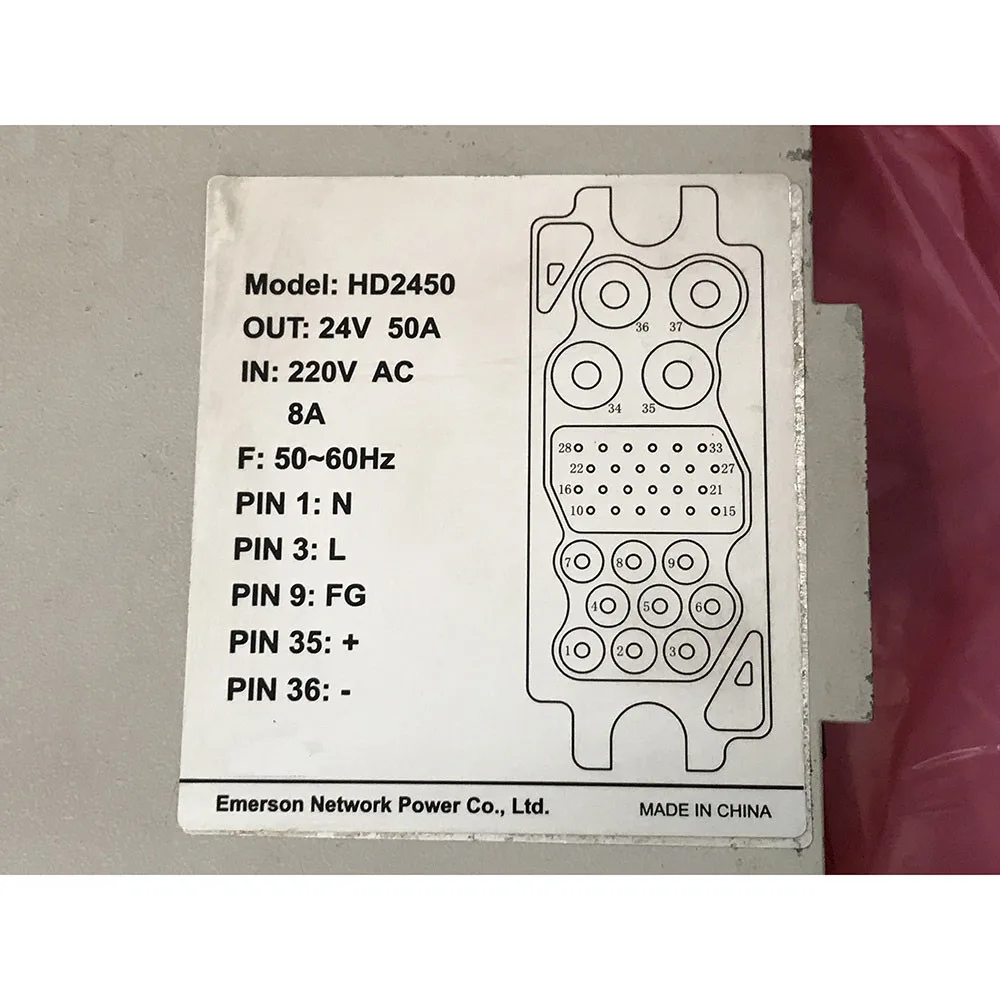 Model: HD2450
OUT: 24V 50A
IN: 220V AC
8A
F: 50~60Hz
PIN 1: N
PIN 3: L
PIN 9: FG
PIN 35: +
PIN 36: -
36 37
34 35
28 33
22 27
16 21
10 15
7 8 9
4 5 6
1 2 3
Emerson Network Power Co., Ltd.
MADE IN CHINA